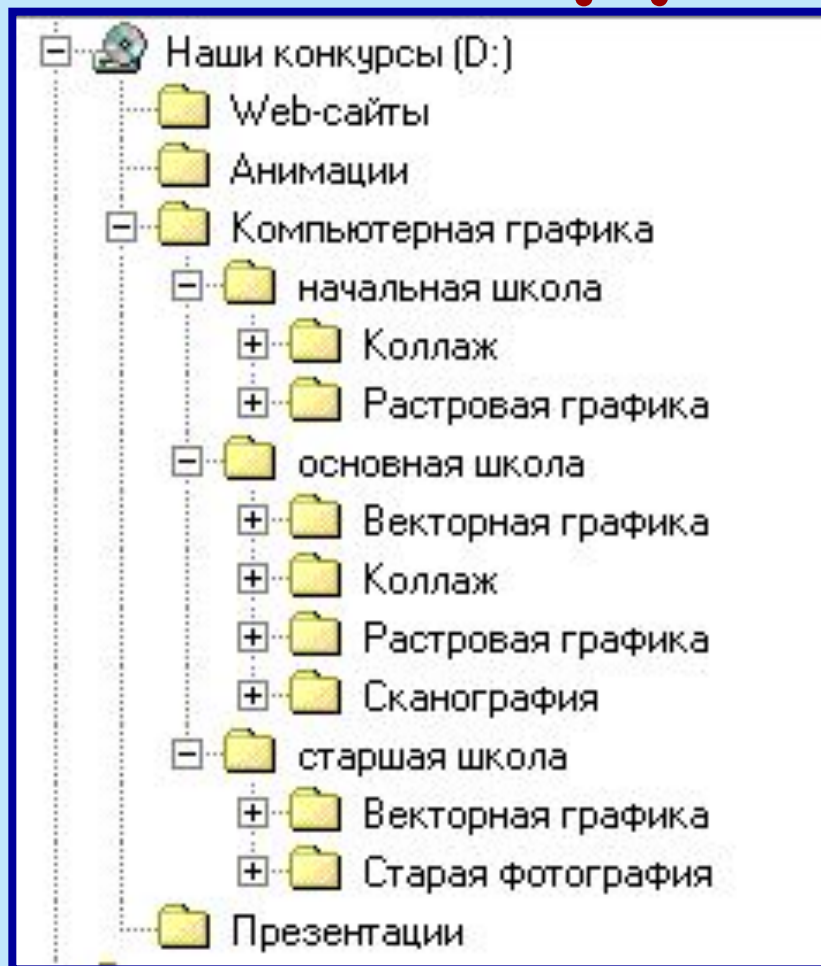 Наши конкурсы (D:)
Web-сайты
Анимации
Компьютерная графика
начальная школа
Коллаж
Растровая графика
основная школа
Векторная графика
Коллаж
Растровая графика
Сканография
старшая школа
Векторная графика
Старая фотография
Презентации